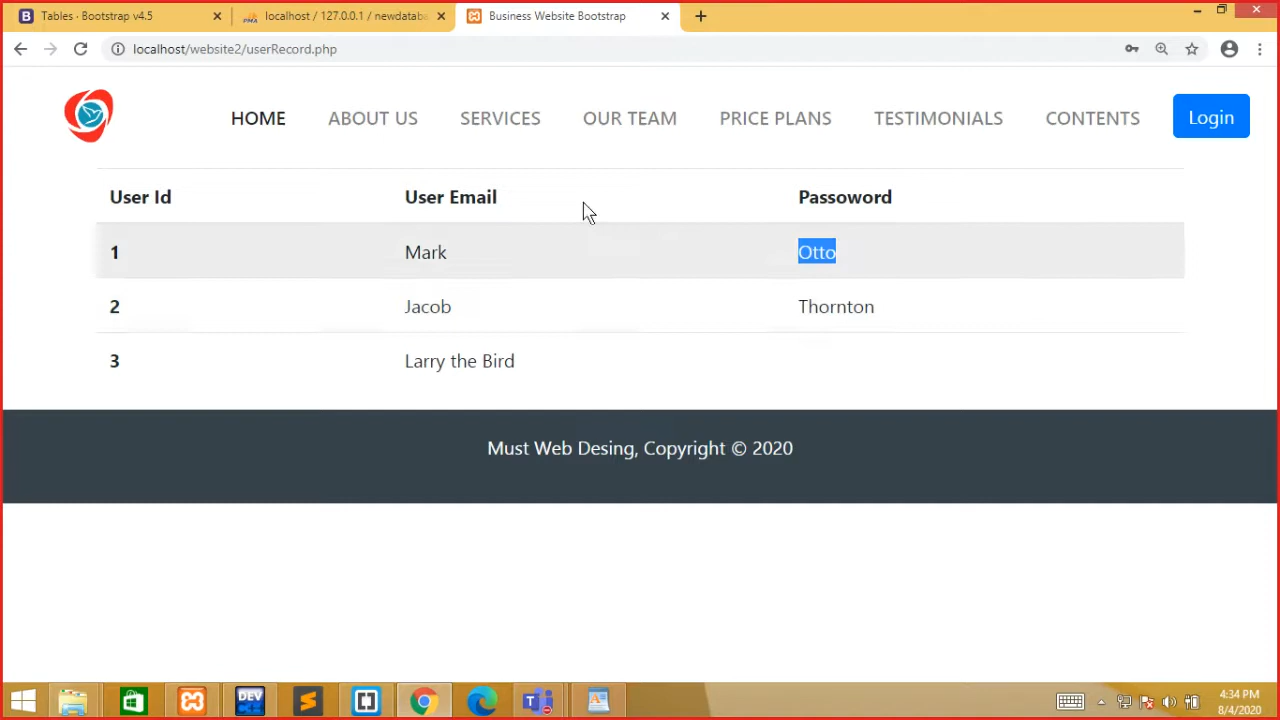 Tables · Bootstrap v4.5
localhost / 127.0.0.1 / newdataba
Business Website Bootstrap
localhost/website2/userRecord.php
HOME ABOUT US SERVICES OUR TEAM PRICE PLANS TESTIMONIALS CONTENTS Login
User Id User Email Passoword
1 Mark Otto
2 Jacob Thornton
3 Larry the Bird
Must Web Desing, Copyright © 2020
DEV
4:34 PM
8/4/2020